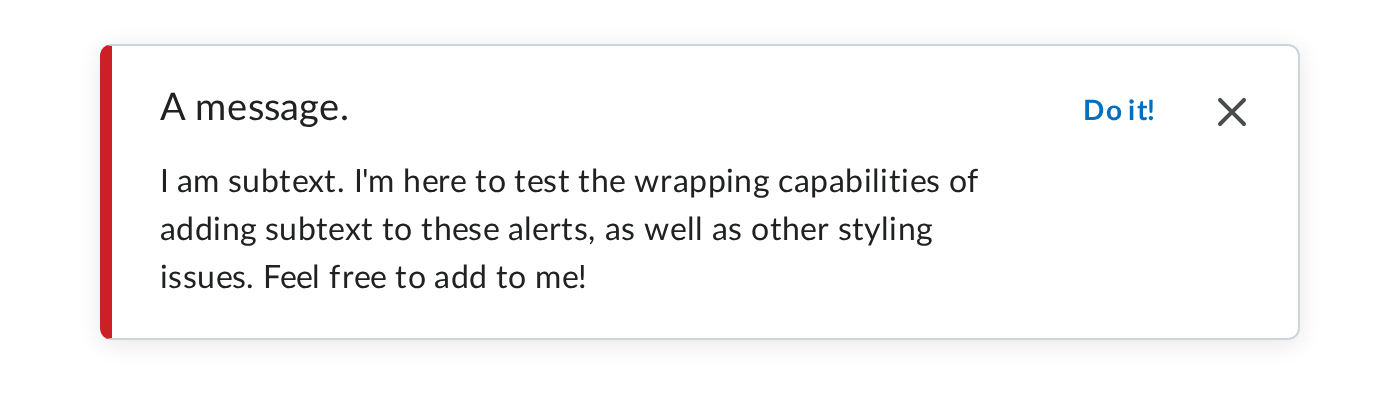 A message.
Do it!
I am subtext. I'm here to test the wrapping capabilities of
adding subtext to these alerts, as well as other styling
issues. Feel free to add to me!